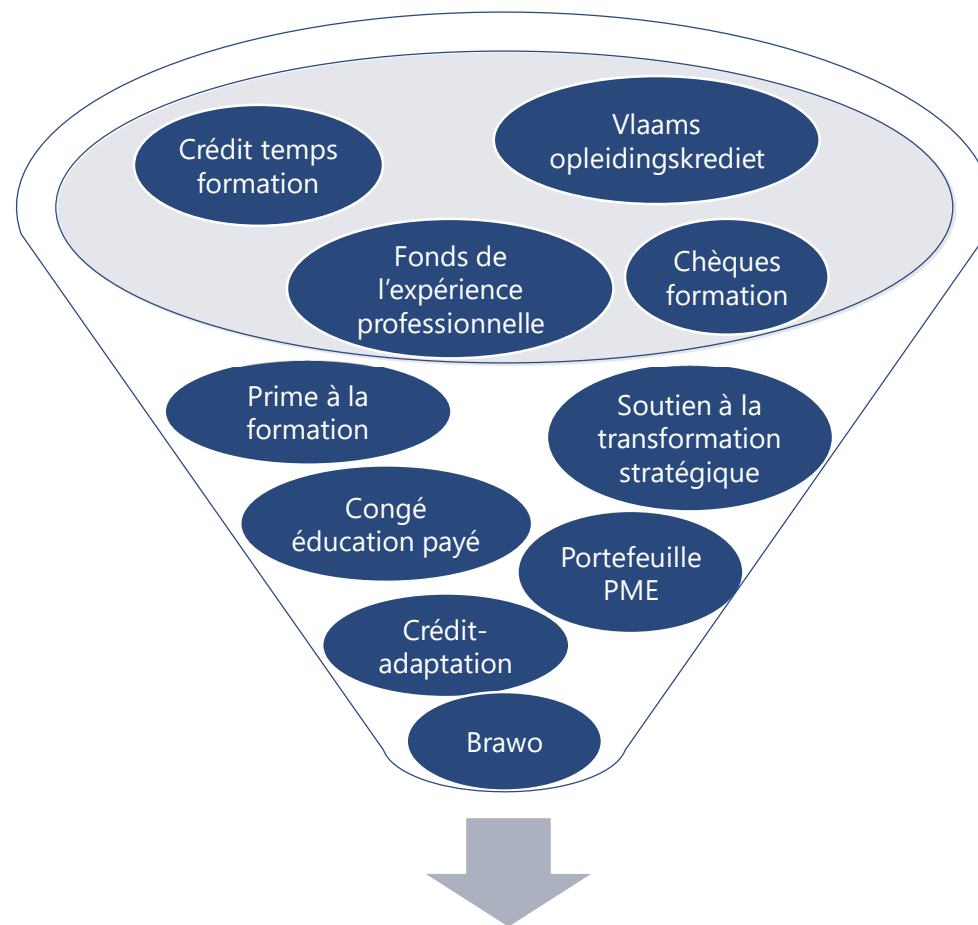 Crédit temps
formation
Vlaams
opleidingskrediet
Fonds de
l’expérience
professionnelle
Chèques
formation
Prime à la
formation
Soutien à la
transformation
stratégique
Congé
éducation payé
Portefeuille
PME
Crédit-
adaptation
Brawo